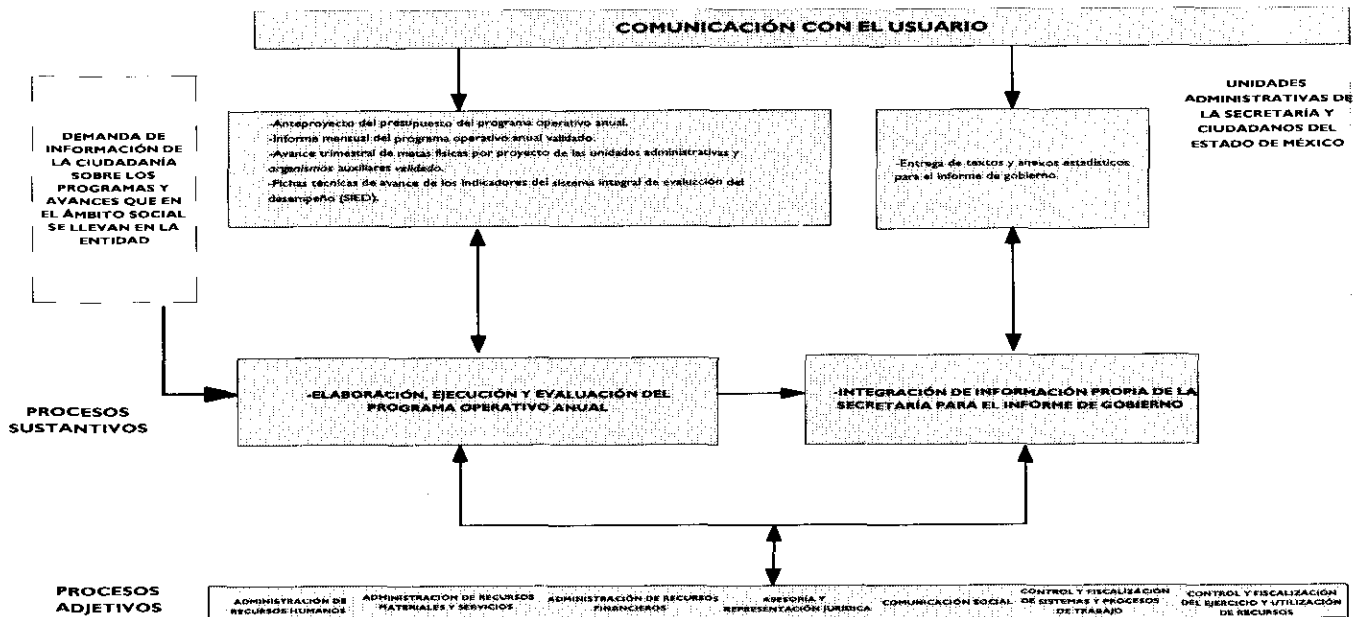 COMUNICACIÓN CON EL USUARIO
DEMANDA DE
INFORMACIÓN DE
LA CIUDADANÍA
SOBRE LOS
PROGRAMAS Y
AVANCES QUE EN
EL ÁMBITO SOCIAL
SE LLEVAN EN LA
ENTIDAD
-Anteproyecto del presupuesto del programa operativo anual.
-Informe mensual del programa operativo anual validado.
-Avance trimestral de metas físicas por proyecto de las unidades administrativas y
organismos auxiliares validado.
-Fichas técnicas de avance de los indicadores del sistema integral de evaluación del
desempeño (SIED).
-Entrega de textos y anexos estadísticos
para el informe de gobierno.
UNIDADES
ADMINISTRATIVAS DE
LA SECRETARÍA Y
CIUDADANOS DEL
ESTADO DE MÉXICO
PROCESOS
SUSTANTIVOS
-ELABORACIÓN, EJECUCIÓN Y EVALUACIÓN DEL
PROGRAMA OPERATIVO ANUAL
-INTEGRACIÓN DE INFORMACIÓN PROPIA DE LA
SECRETARÍA PARA EL INFORME DE GOBIERNO
PROCESOS
ADJETIVOS
ADMINISTRACIÓN DE
RECURSOS HUMANOS
ADMINISTRACIÓN DE RECURSOS
MATERIALES Y SERVICIOS
ADMINISTRACIÓN DE RECURSOS
FINANCIEROS
ASESORÍA Y
REPRESENTACIÓN JURÍDICA
COMUNICACIÓN SOCIAL
CONTROL Y FISCALIZACIÓN
DE SISTEMAS Y PROCESOS
DE TRABAJO
CONTROL Y FISCALIZACIÓN
DEL EJERCICIO Y UTILIZACIÓN
DE RECURSOS